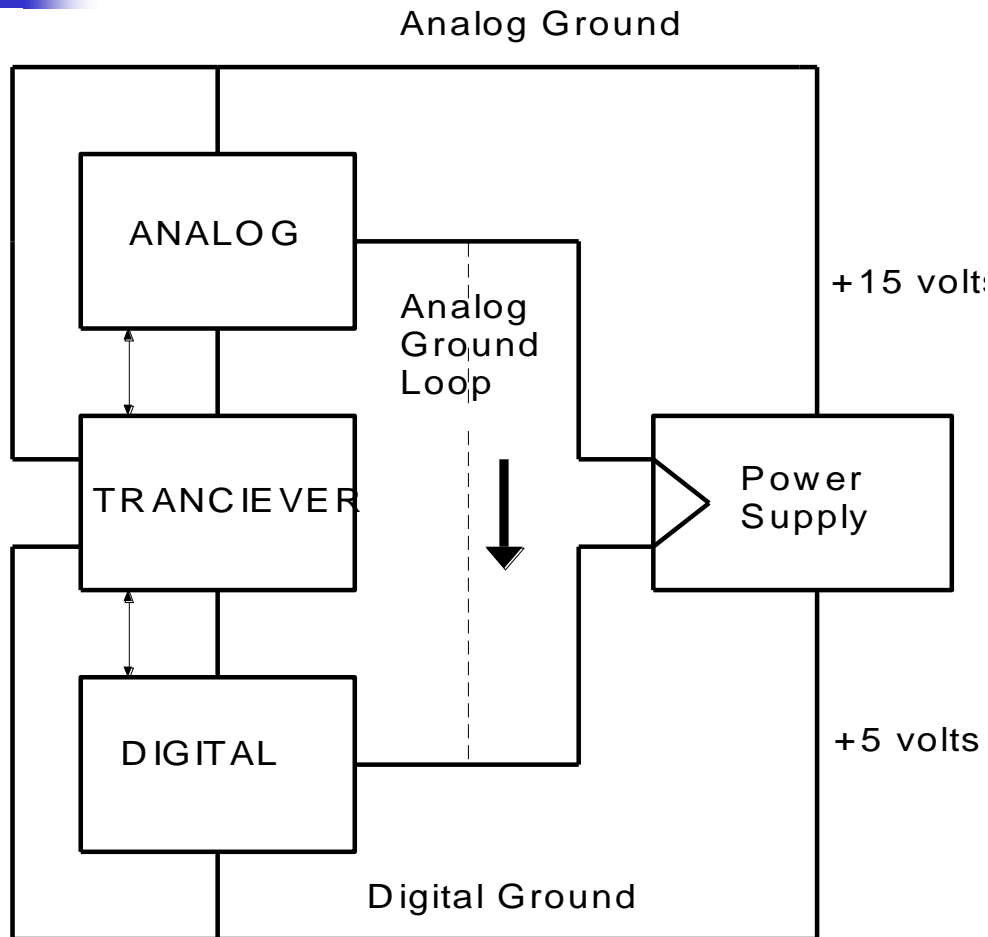 Analog Ground
ANALOG
+15 volts
Analog
Ground
Loop
TRANCIEVER
Power
Supply
DIGITAL
+5 volts
Digital Ground